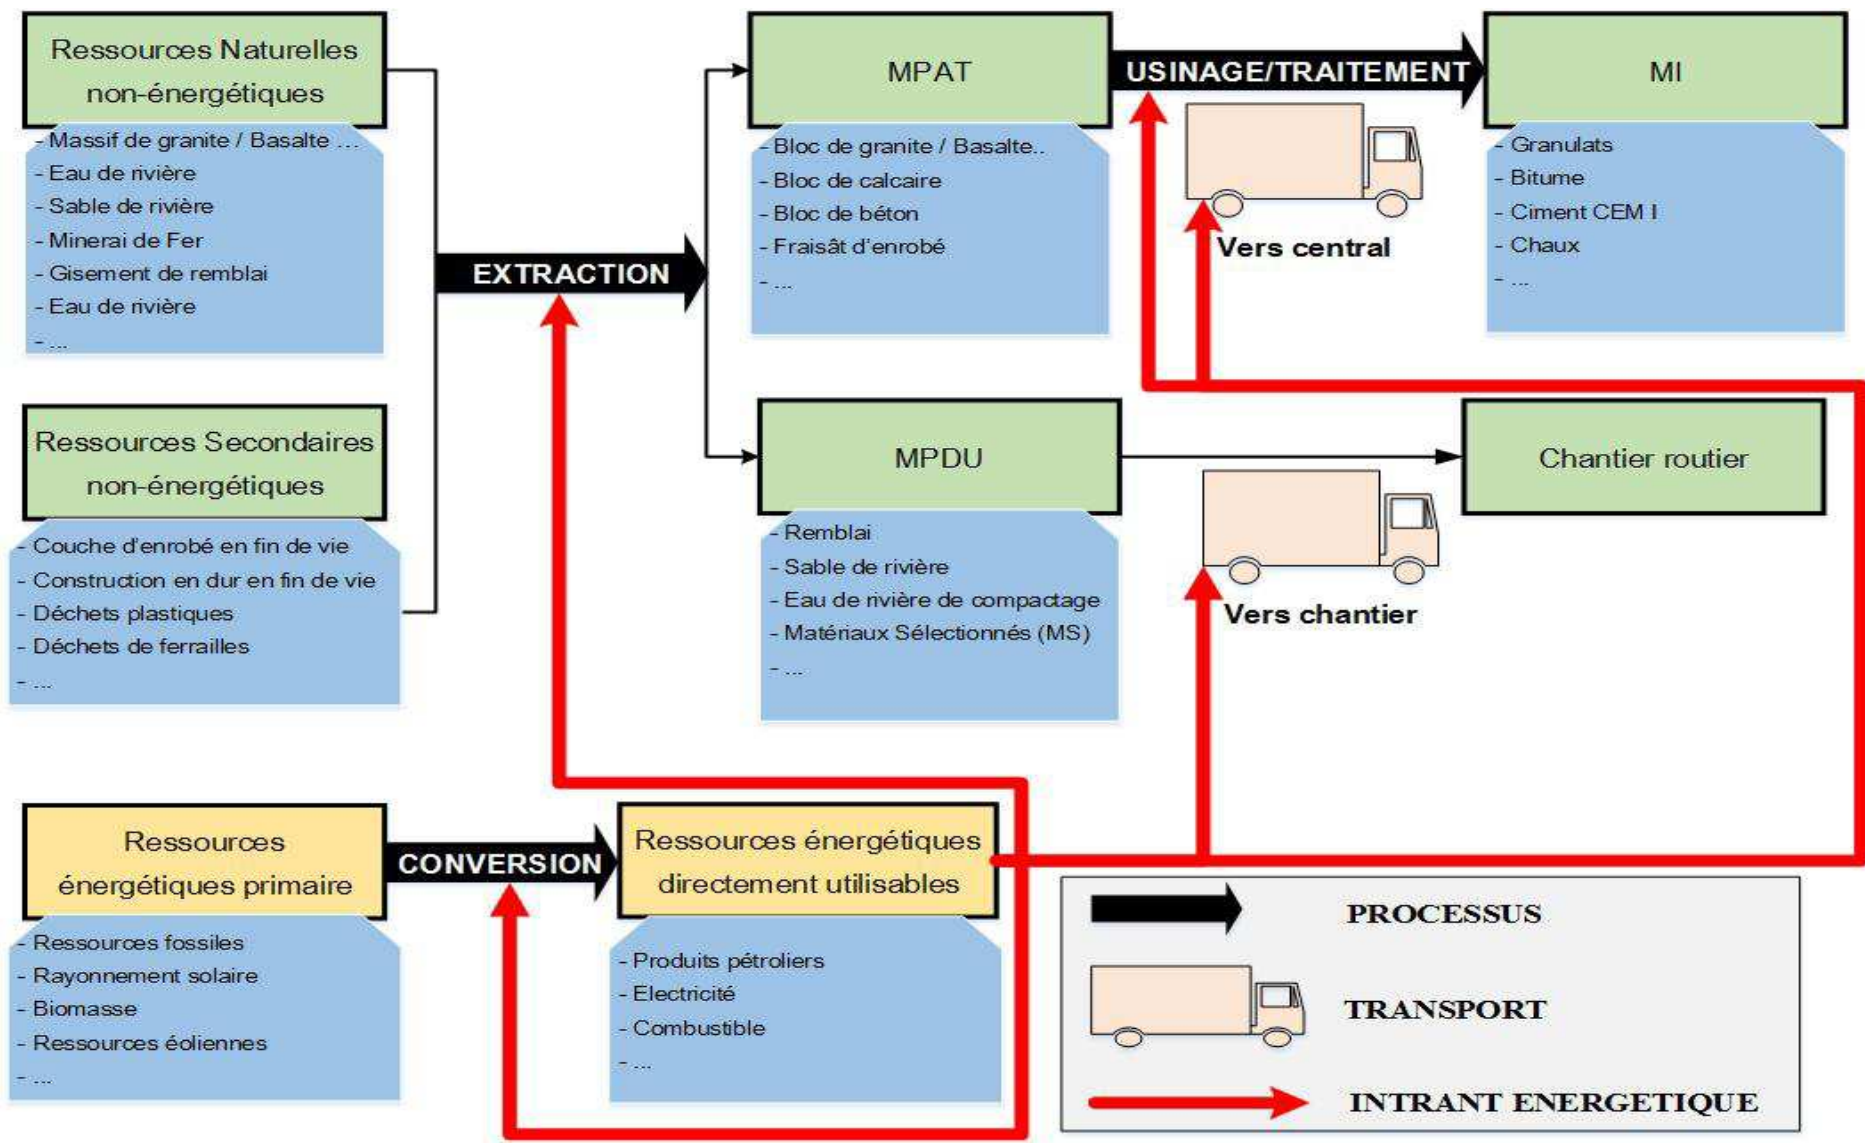 Ressources Naturelles
non-énergétiques
- Massif de granite / Basalte ...
- Eau de rivière
- Sable de rivière
- Minerai de Fer
- Gisement de remblai
- Eau de rivière
- ...
Ressources Secondaires
non-énergétiques
- Couche d'enrobé en fin de vie
- Construction en dur en fin de vie
- Déchets plastiques
- Déchets de ferrailles
- ...
EXTRACTION
MPAT
- Bloc de granite / Basalte..
- Bloc de calcaire
- Bloc de béton
- Fraisât d'enrobé
- ...
USINAGE/TRAITEMENT
Vers central
MI
- Granulats
- Bitume
- Ciment CEM I
- Chaux
- ...
MPDU
- Remblai
- Sable de rivière
- Eau de rivière de compactage
- Matériaux Sélectionnés (MS)
- ...
Vers chantier
Chantier routier
Ressources
énergétiques primaire
- Ressources fossiles
- Rayonnement solaire
- Biomasse
- Ressources éoliennes
- ...
CONVERSION
Ressources énergétiques
directement utilisables
- Produits pétroliers
- Electricité
- Combustible
- ...
PROCESSUS
TRANSPORT
INTRANT ENERGETIQUE